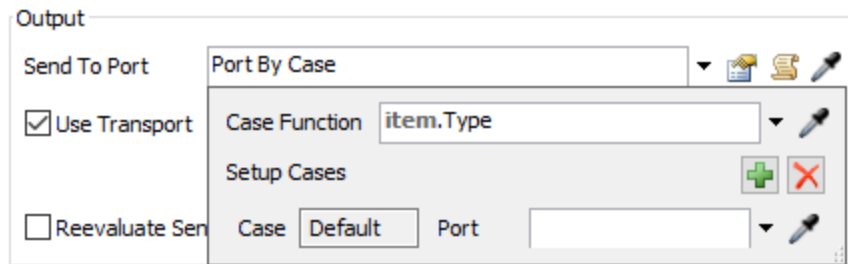 Output
Send To Port Port By Case
Use Transport Case Function item.Type
Setup Cases
Reevaluate Sen Case Default Port